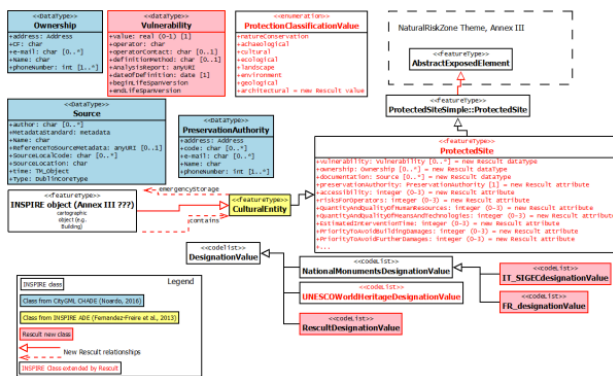 <<DataType>>
Ownership
+address: Address
+CF: char
+e-mail: char [0..*]
+Name: char
+phoneNumber: int [1..*]
<<DataType>>
Vulnerability
+value: real (0-1) [1]
+operator: char
+operatorContact: char [0..1]
+definitionMethod: char [0..1]
+AnalysisReport: anyURI
+dateOfDefinition: date [1]
+beginLifeSpanVersion
+endLifeSpanVersion
<<enumeration>>
ProtectionClassificationValue
+natureConservation
+achaeological
+cultural
+ecological
+landscape
+environment
+geological
+architectural = new Rescult value
NaturalRiskZone Theme, Annex III
<<featureType>>
AbstractExposedElement
<<featureType>>
ProtectedSitesSimple::ProtectedSite
<<DataType>>
Source
+author: char [0..*]
+MetadataStandard: metadata
+Name: char
+ReferenceToSourceMetadata: anyURI [0..1]
+SourceLocalCode: char [0..*]
+sourceLocation: char
+time: TM_Object
+Type: DublinCoreType
<<DataType>>
PreservationAuthority
+address: Address
+code: char [0..*]
+e-mail: char [0..*]
+Name: char
+phoneNumber: int [0..*]
<<featureType>>
ProtectedSite
+Vulnerability: Vulnerability [0..*] = new Rescult dataType
+ownership: Ownership [0..*] = new Rescult dataType
+documentation: Source [0..*] = new Rescult dataType
+preservationAuthority: PreservationAuthority [1] = new Rescult attribute
+accessibility: integer (0-3) = new Rescult attribute
+risksForOperators: integer (0-3) = new Rescult attribute
+QuantityAndQualityOfHumanResources: integer (0-3) = new Rescult attribute
+QuantityAndQualityOfMeansAndTechnologies: integer (0-3) = new Rescult attribute
+EstimatedInterventionTime: integer (0-3) = new Rescult attribute
+PriorityToAvoidBuildingDamages: integer (0-3) = new Rescult attribute
+PriorityToAvoidFurtherDamages: integer (0-3) = new Rescult attribute
+...
<<featureType>>
INSPIRE object (Annex III ???)
cartographic
object (e.g.
Building)
emergencyStorage
contains
<<featureType>>
CulturalEntity
<<codelist>>
DesignationValue
<<codeList>>
NationalMonumentsDesignationValue
<<codeList>>
UNESCOWorldHeritageDesignationValue
<<codeList>>
RescultDesignationValue
<<codeList>>
IT_SIGECdesignationValue
<<codeList>>
FR_designationValue
Legend
INSPIRE class
Class from CityGML CHADE (Noardo, 2016)
Class from INSPIRE ADE (Fernandez-Freire et al., 2013)
Rescult new class
New Rescult relationships
INSPIRE Class extended by Rescult